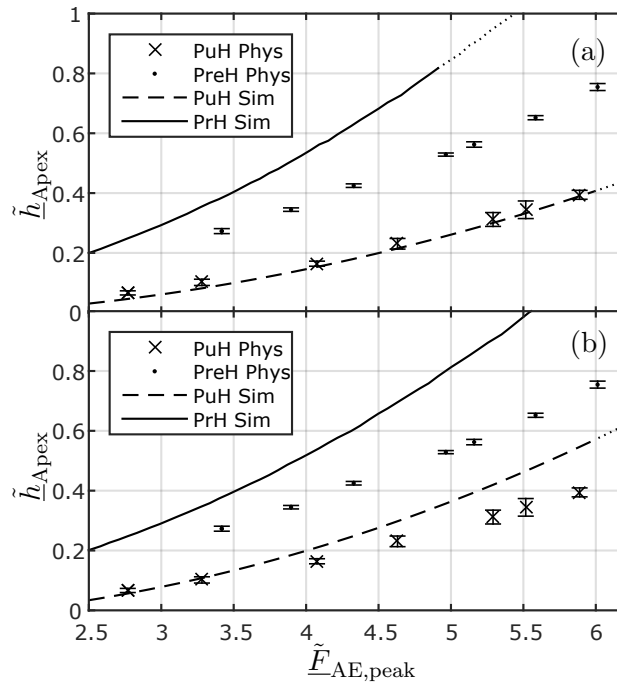 1
(a)
PuH Phys
PreH Phys
PuH Sim
PrH Sim
0.8
0.6
0.4
0.2
0
h̃Apex
(b)
PuH Phys
PreH Phys
PuH Sim
PrH Sim
0.8
0.6
0.4
0.2
0
h̃Apex
2.5 3 3.5 4 4.5 5 5.5 6
F̃AE,peak